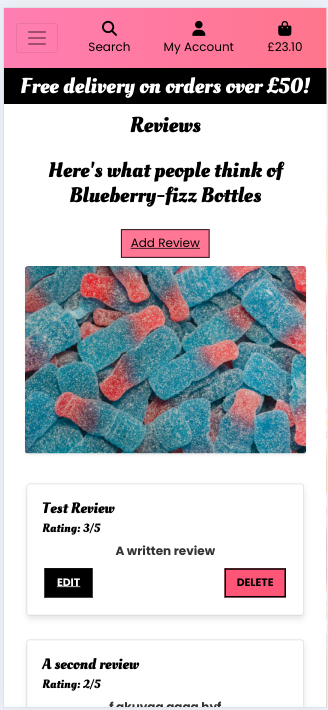 Search
My Account
£23.10
Free delivery on orders over £50!
Reviews
Here's what people think of
Blueberry-fizz Bottles
Add Review
Test Review
Rating: 3/5
A written review
EDIT
DELETE
A second review
Rating: 2/5